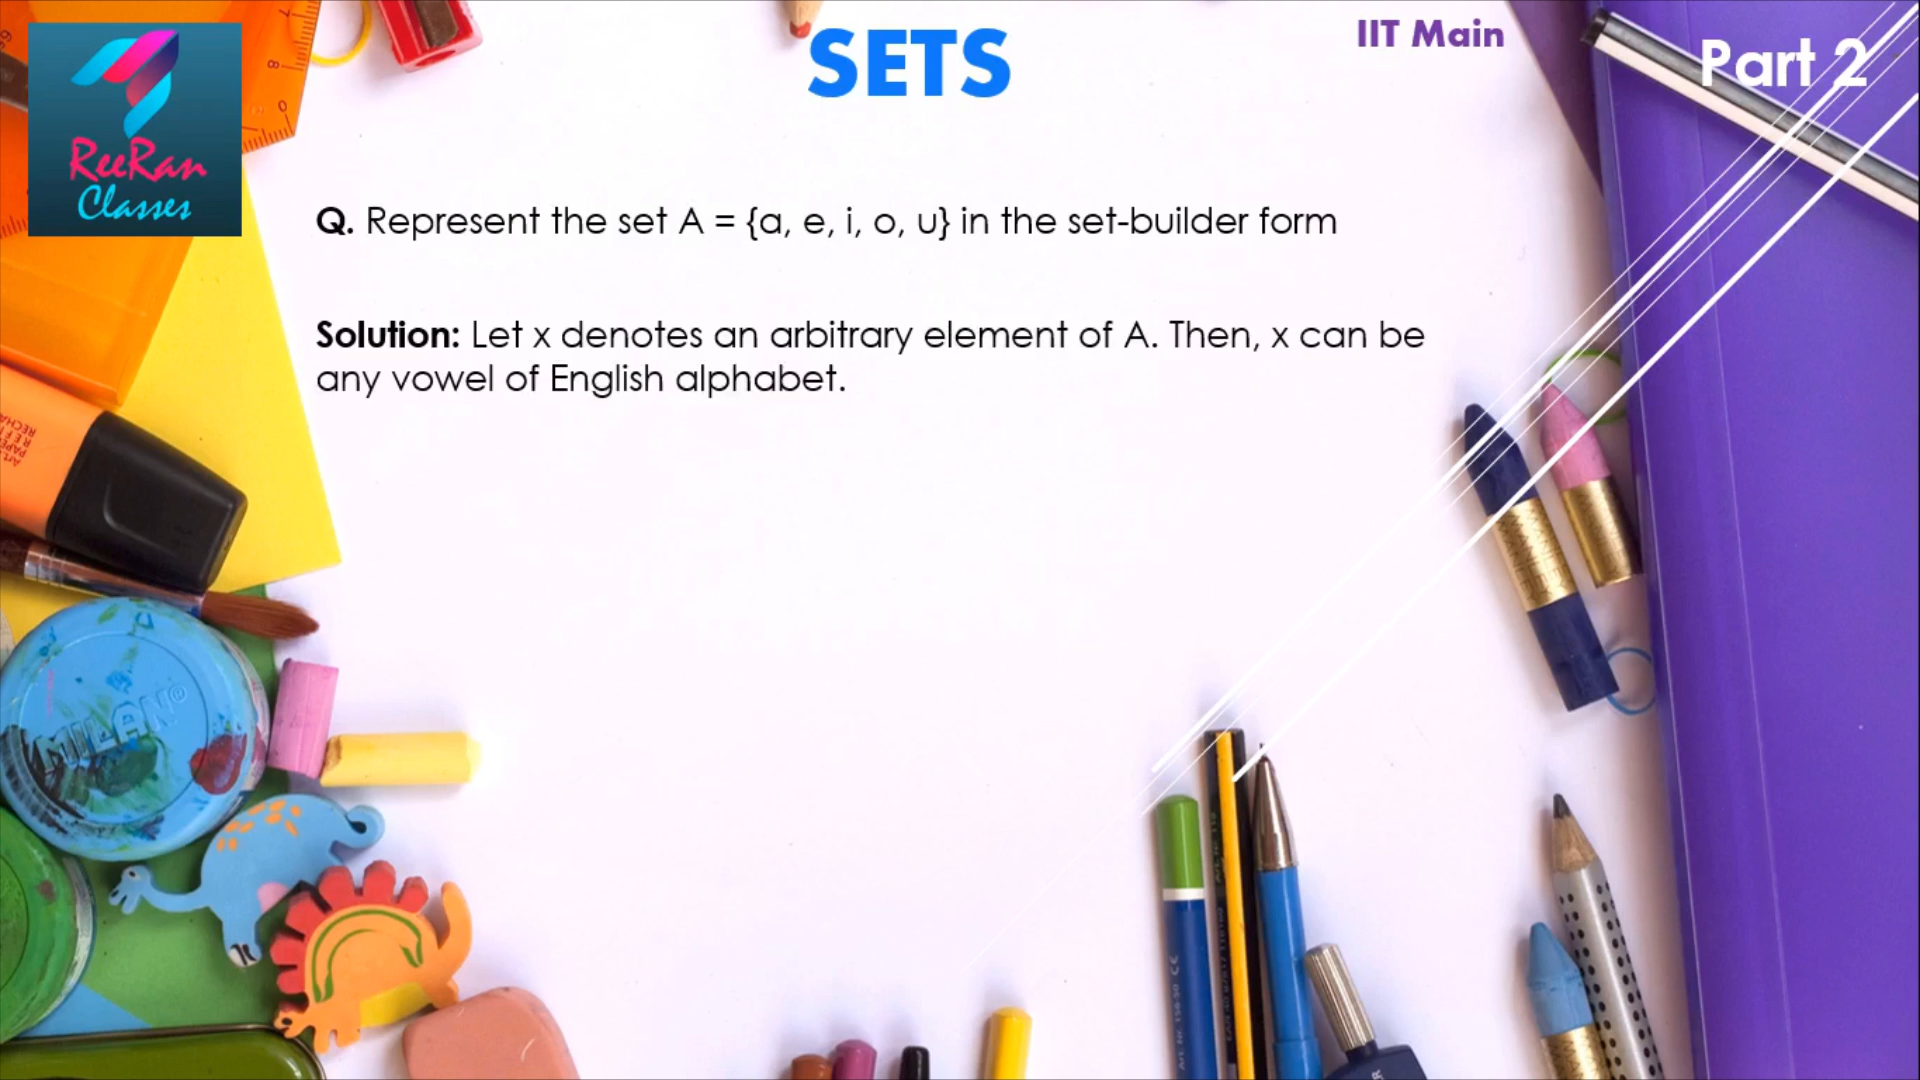 SETS
IIT Main
Part 2
ReeRan
Classes
Q. Represent the set A = {a, e, i, o, u} in the set-builder form
Solution: Let x denotes an arbitrary element of A. Then, x can be
any vowel of English alphabet.
MILAN®